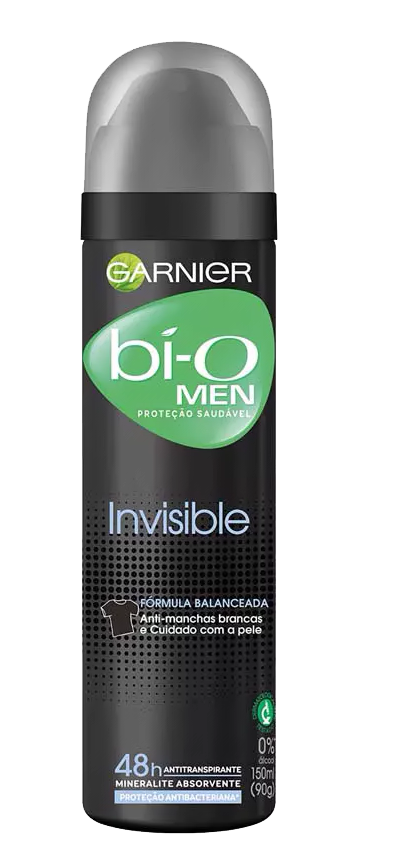 GARNIER
bí-O
MEN
PROTEÇÃO SAUDÁVEL
Invisible
FÓRMULA BALANCEADA
Anti-manchas brancas
e Cuidado com a pele
0%
álcool
150ml
(90g)
48h ANTITRANSPIRANTE
MINERALITE ABSORVENTE
PROTEÇÃO ANTIBACTERIANA*